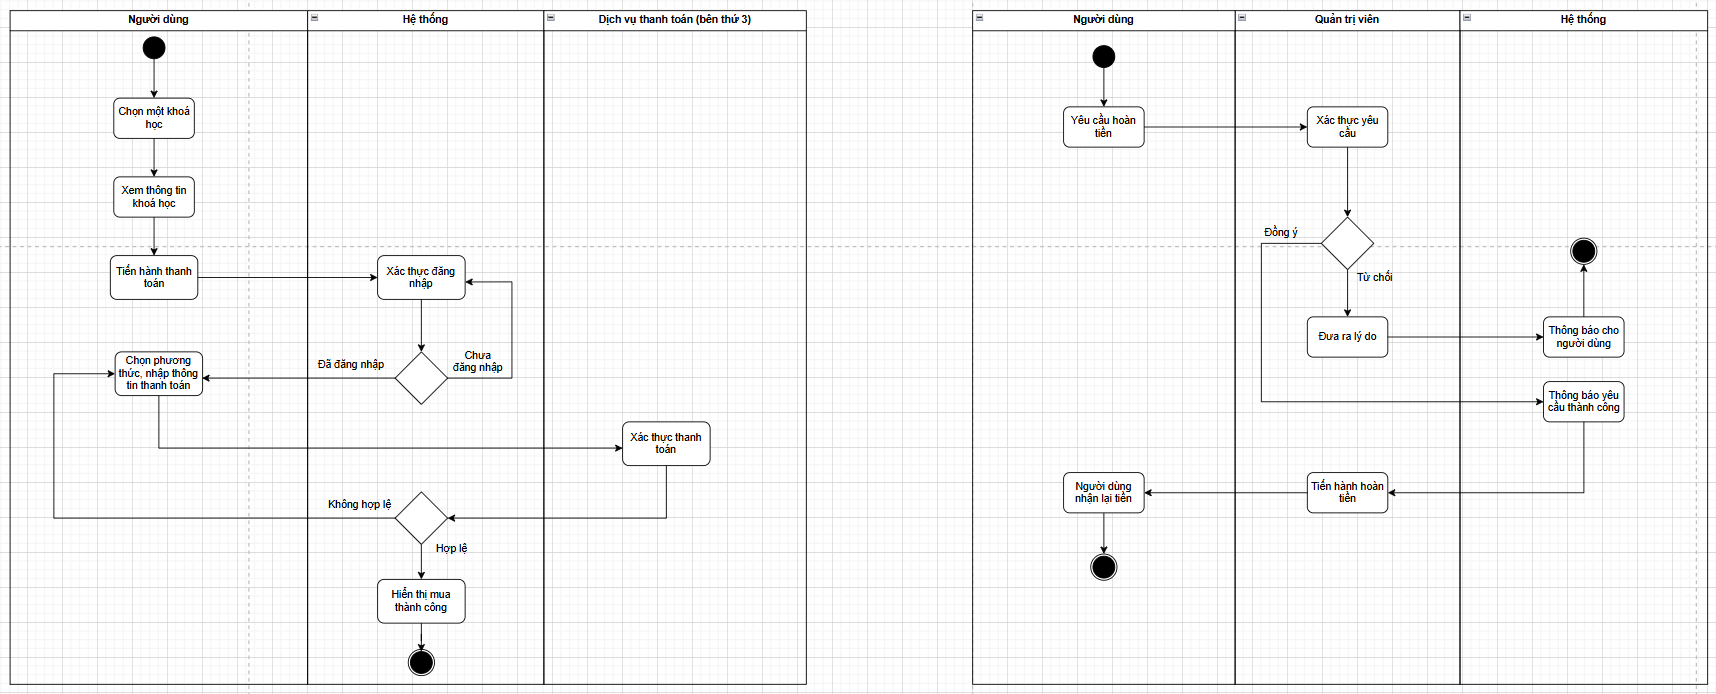 Người dùng
Hệ thống
Dịch vụ thanh toán (bên thứ 3)
Chọn một khoá
học
Xem thông tin
khoá học
Tiến hành thanh
toán
Xác thực đăng
nhập
Đã đăng nhập
Chưa
đăng nhập
Chọn phương
thức, nhập thông
tin thanh toán
Xác thực thanh
toán
Không hợp lệ
Hợp lệ
Hiển thị mua
thành công
Người dùng
Quản trị viên
Hệ thống
Yêu cầu hoàn
tiền
Xác thực yêu
cầu
Đồng ý
Từ chối
Đưa ra lý do
Thông báo cho
người dùng
Thông báo yêu
cầu thành công
Người dùng
nhận lại tiền
Tiến hành hoàn
tiền